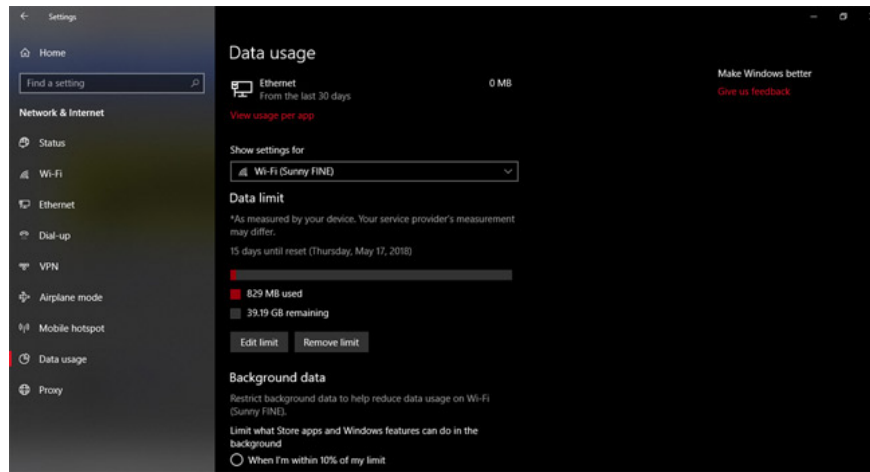 Settings
Home
Find a setting
Network & Internet
Status
Wi-Fi
Ethernet
Dial-up
VPN
Airplane mode
Mobile hotspot
Data usage
Proxy
Data usage
Ethernet
0 MB
From the last 30 days
View usage per app
Show settings for
Wi-Fi (Sunny FINE)
Data limit
*As measured by your device. Your service provider's measurement
may differ.
15 days until reset (Thursday, May 17, 2018)
829 MB used
39.19 GB remaining
Edit limit
Remove limit
Background data
Restrict background data to help reduce data usage on Wi-Fi
(Sunny FINE).
Limit what Store apps and Windows features can do in the
background
When I'm within 10% of my limit
Make Windows better
Give us feedback